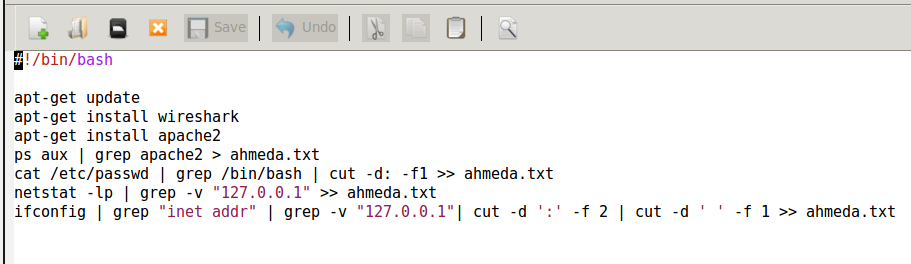 Save Undo
#!/bin/bash
apt-get update
apt-get install wireshark
apt-get install apache2
ps aux | grep apache2 > ahmeda.txt
cat /etc/passwd | grep /bin/bash | cut -d: -f1 >> ahmeda.txt
netstat -lp | grep -v "127.0.0.1" >> ahmeda.txt
ifconfig | grep "inet addr" | grep -v "127.0.0.1"| cut -d ':' -f 2 | cut -d ' ' -f 1 >> ahmeda.txt